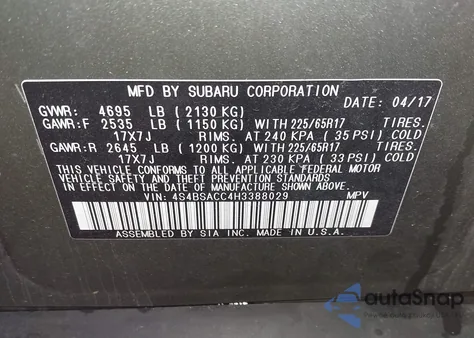 MFD BY SUBARU CORPORATION
GVWR: 4695 LB (2130 KG) DATE: 04/17
GAWR:F 2535 LB (1150 KG) WITH 225/65R17 TIRES.
17X7J RIMS. AT 240 KPA (35 PSI) COLD
GAWR:R 2645 LB (1200 KG) WITH 225/65R17 TIRES.
17X7J RIMS. AT 230 KPA (33 PSI) COLD
THIS VEHICLE CONFORMS TO ALL APPLICABLE FEDERAL MOTOR
VEHICLE SAFETY AND THEFT PREVENTION STANDARDS IN EFFECT ON THE
DATE OF MANUFACTURE SHOWN ABOVE.
VIN: 4S4BSACC4H3388029 MPV
ASSEMBLED BY SIA INC. MADE IN U.S.A.
autoSnap